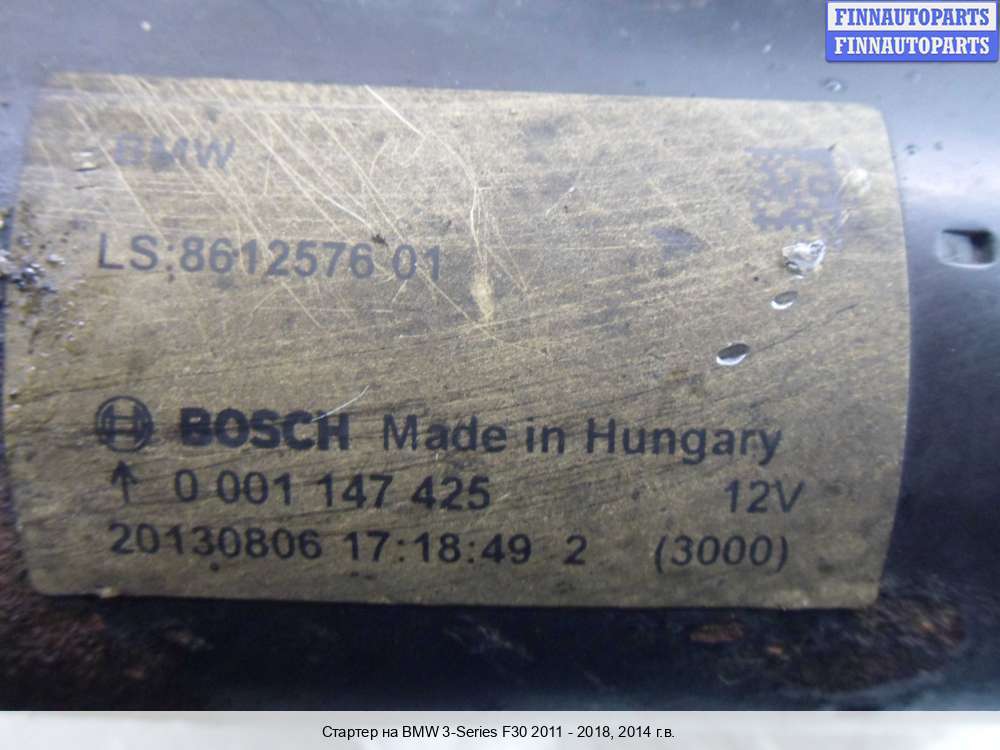 FINNAUTOPARTS
FINNAUTOPARTS
BMW
LS:8612576 01
BOSCH Made in Hungary
↑ 0 001 147 425 12V
20130806 17:18:49 2 (3000)
Стартер на BMW 3-Series F30 2011 - 2018, 2014 г.в.